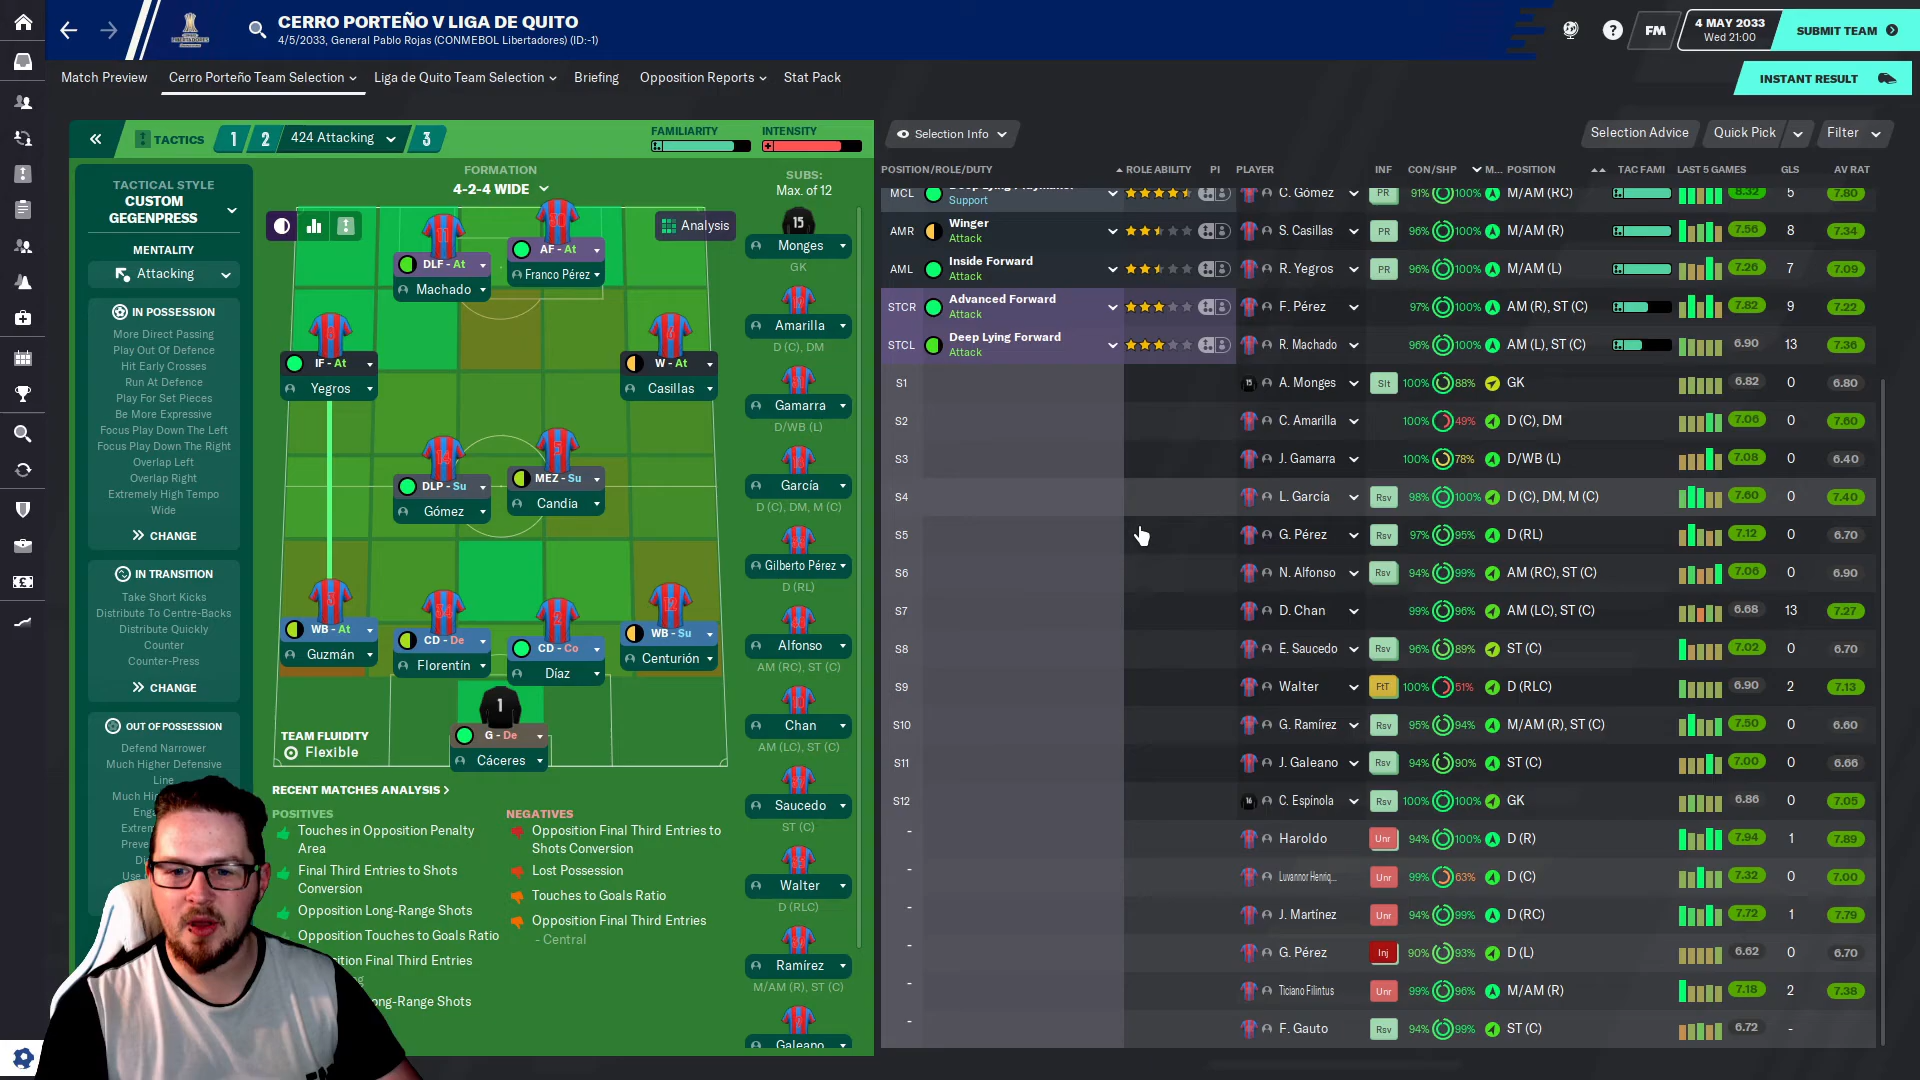 CERRO PORTEÑO V LIGA DE QUITO
4/5/2033, General Pablo Rojas (CONMEBOL Libertadores) (ID:-1)
FM
4 MAY 2033
Wed 21:00
SUBMIT TEAM
Match Preview
Cerro Porteño Team Selection
Liga de Quito Team Selection
Briefing
Opposition Reports
Stat Pack
INSTANT RESULT
TACTICS
1
2
424 Attacking
3
FAMILIARITY
INTENSITY
TACTICAL STYLE
CUSTOM
GEGENPRESS
MENTALITY
Attacking
IN POSSESSION
More Direct Passing
Play Out Of Defence
Hit Early Crosses
Run At Defence
Play For Set Pieces
Be More Expressive
Focus Play Down The Left
Focus Play Down The Right
Overlap Left
Overlap Right
Extremely High Tempo
Wide
CHANGE
IN TRANSITION
Take Short Kicks
Distribute To Centre-Backs
Distribute Quickly
Counter
Counter-Press
CHANGE
OUT OF POSSESSION
Defend Narrower
Much Higher Defensive
Line
FORMATION
4-2-4 WIDE
Analysis
DLF - At
Machado
AF - At
Franco Pérez
IF - At
Yegros
W - At
Casillas
DLP - Su
Gómez
MEZ - Su
Candia
WB - At
Guzmán
CD - De
Florentín
CD - Co
Díaz
WB - Su
Centurión
1
G - De
Cáceres
TEAM FLUIDITY
Flexible
SUBS:
Max. of 12
15
Monges
GK
Amarilla
D (C), DM
Gamarra
D/WB (L)
García
D (C), DM, M (C)
Gilberto Pérez
D (RL)
Alfonso
AM (RC), ST (C)
Chan
AM (LC), ST (C)
Saucedo
ST (C)
Walter
D (RLC)
Ramírez
M/AM (R), ST (C)
Galeano
RECENT MATCHES ANALYSIS
POSITIVES
Touches in Opposition Penalty
Area
Final Third Entries to Shots
Conversion
Opposition Long-Range Shots
Opposition Touches to Goals Ratio
Final Third Entries
Long-Range Shots
NEGATIVES
Opposition Final Third Entries to
Shots Conversion
Lost Possession
Touches to Goals Ratio
Opposition Final Third Entries
- Central
Selection Info
Selection Advice
Quick Pick
Filter
POSITION/ROLE/DUTY ROLE ABILITY PI PLAYER INF CON/SHP M... POSITION TAC FAMI LAST 5 GAMES GLS AV RAT
MCL Deep Lying Playmaker Support C. Gómez PR 91% 100% M/AM (RC) 8.32 5 7.80
AMR Winger Attack S. Casillas PR 96% 100% M/AM (R) 7.56 8 7.34
AML Inside Forward Attack R. Yegros PR 96% 100% M/AM (L) 7.26 7 7.09
STCR Advanced Forward Attack F. Pérez 97% 100% AM (R), ST (C) 7.82 9 7.22
STCL Deep Lying Forward Attack R. Machado 96% 100% AM (L), ST (C) 6.90 13 7.36
S1 A. Monges Slt 100% 88% GK 6.82 0 6.80
S2 C. Amarilla 100% 49% D (C), DM 7.06 0 7.60
S3 J. Gamarra 100% 78% D/WB (L) 7.08 0 6.40
S4 L. García Rsv 98% 100% D (C), DM, M (C) 7.60 0 7.40
S5 G. Pérez Rsv 97% 95% D (RL) 7.12 0 6.70
S6 N. Alfonso Rsv 94% 99% AM (RC), ST (C) 7.06 0 6.90
S7 D. Chan 99% 96% AM (LC), ST (C) 6.68 13 7.27
S8 E. Saucedo Rsv 96% 89% ST (C) 7.02 0 6.70
S9 Walter FtT 100% 51% D (RLC) 6.90 2 7.13
S10 G. Ramírez Rsv 95% 94% M/AM (R), ST (C) 7.50 0 6.60
S11 J. Galeano Rsv 94% 90% ST (C) 7.00 0 6.66
S12 C. Espínola Rsv 100% 100% GK 6.86 0 7.05
- Haroldo Unr 94% 100% D (R) 7.94 1 7.89
- Luvannor Henriq... Unr 99% 63% D (C) 7.32 0 7.00
- J. Martínez Unr 94% 99% D (RC) 7.72 1 7.79
- G. Pérez Inj 90% 93% D (L) 6.62 0 6.70
- Ticiano Filintus Unr 99% 96% M/AM (R) 7.18 2 7.38
- F. Gauto Rsv 94% 99% ST (C) 6.72 -